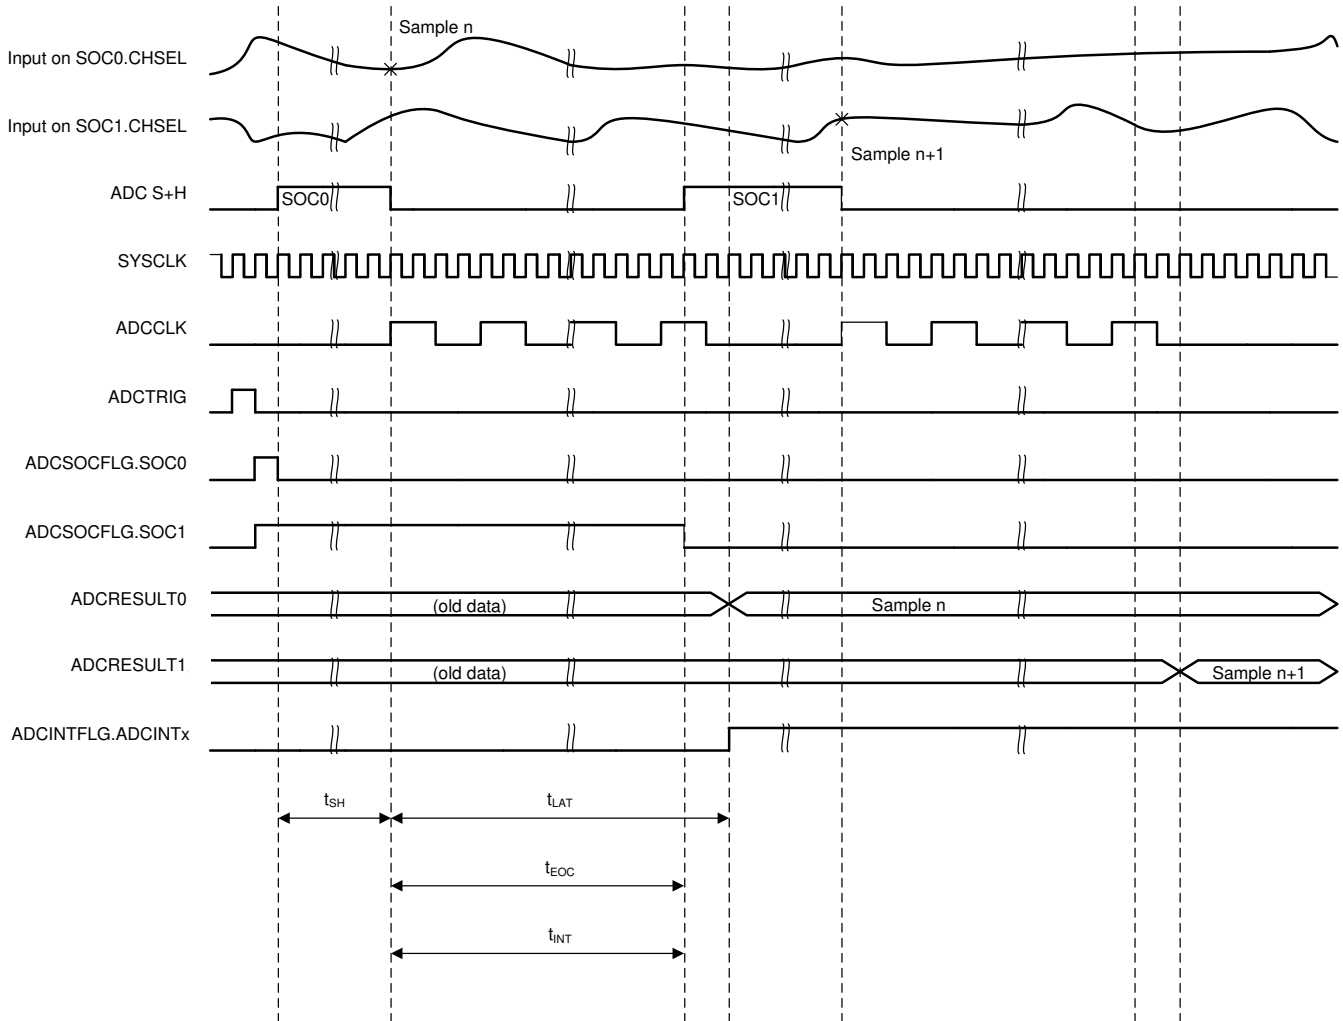 Sample n
Input on SOC0.CHSEL
Input on SOC1.CHSEL
Sample n+1
ADC S+H
SOC0
SOC1
SYSCLK
ADCCLK
ADCTRIG
ADCSOCFLG.SOC0
ADCSOCFLG.SOC1
ADCRESULT0
(old data)
Sample n
ADCRESULT1
(old data)
Sample n+1
ADCINTFLG.ADCINTx
tSH
tLAT
tEOC
tINT